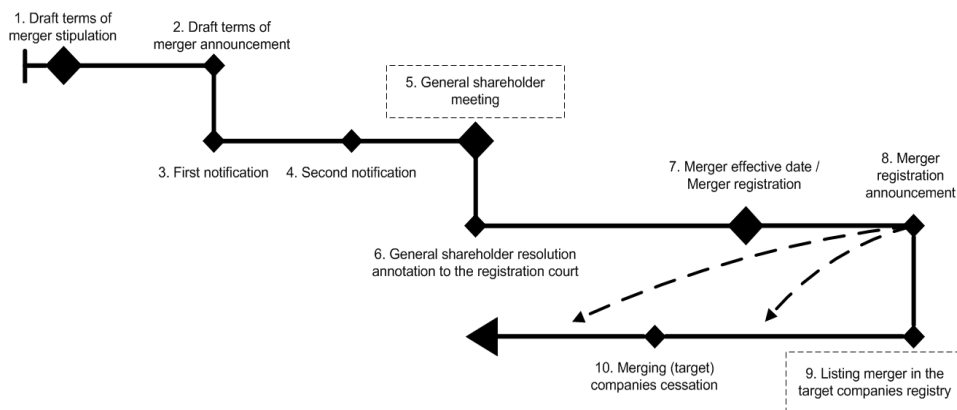 1. Draft terms of
merger stipulation
2. Draft terms of
merger announcement
3. First notification
4. Second notification
5. General shareholder
meeting
6. General shareholder resolution
annotation to the registration court
7. Merger effective date /
Merger registration
8. Merger
registration
announcement
9. Listing merger in the
target companies registry
10. Merging (target)
companies cessation